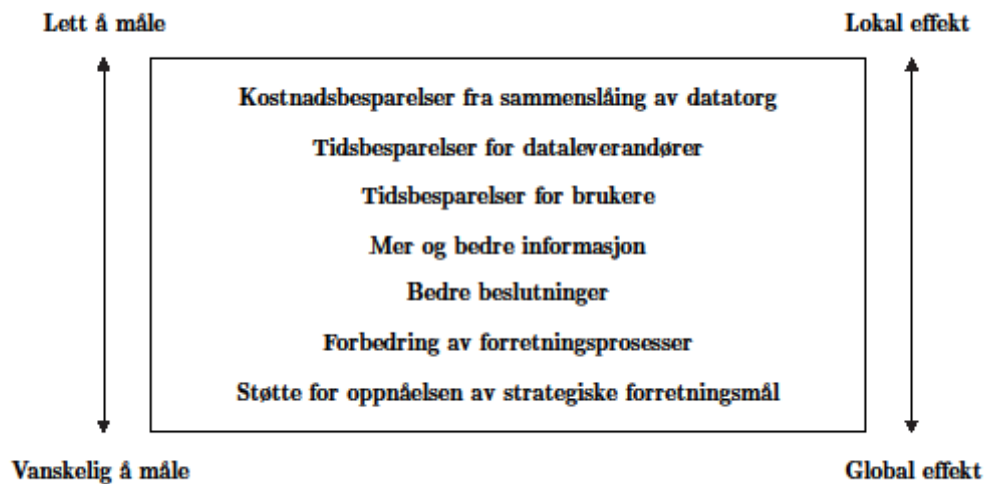 Lett å måle
Lokal effekt
Kostnadsbesparelser fra sammenslåing av datatorg
Tidsbesparelser for dataleverandører
Tidsbesparelser for brukere
Mer og bedre informasjon
Bedre beslutninger
Forbedring av forretningsprosesser
Støtte for oppnåelsen av strategiske forretningsmål
Vanskelig å måle
Global effekt